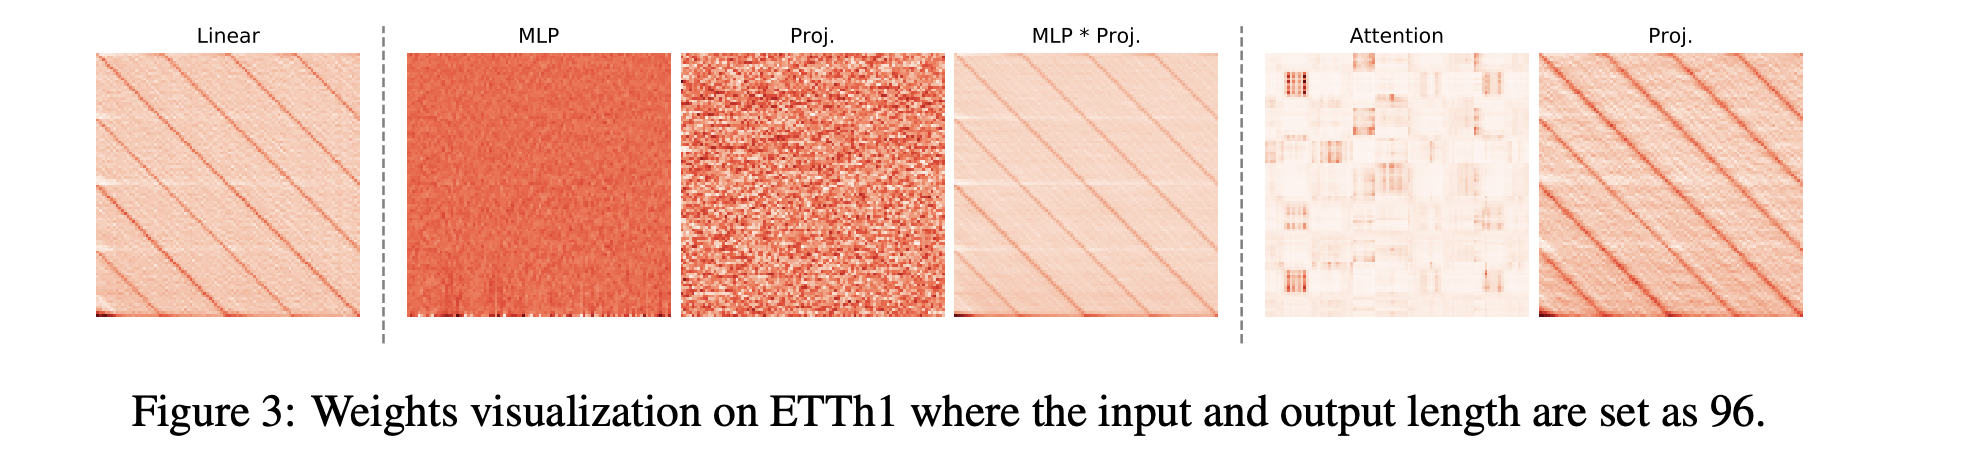 Linear
MLP
Proj.
MLP * Proj.
Attention
Proj.
Figure 3: Weights visualization on ETTh1 where the input and output length are set as 96.